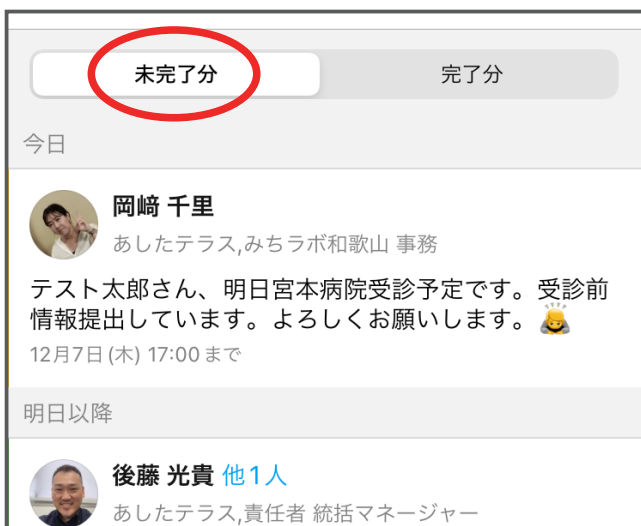 未完了分
完了分
今日
岡﨑 千里
あしたテラス,みちラボ和歌山 事務
テスト太郎さん、明日宮本病院受診予定です。受診前
情報提出しています。よろしくお願いします。🙇
12月7日(木) 17:00 まで
明日以降
後藤 光貴 他1人
あしたテラス,責任者 統括マネージャー